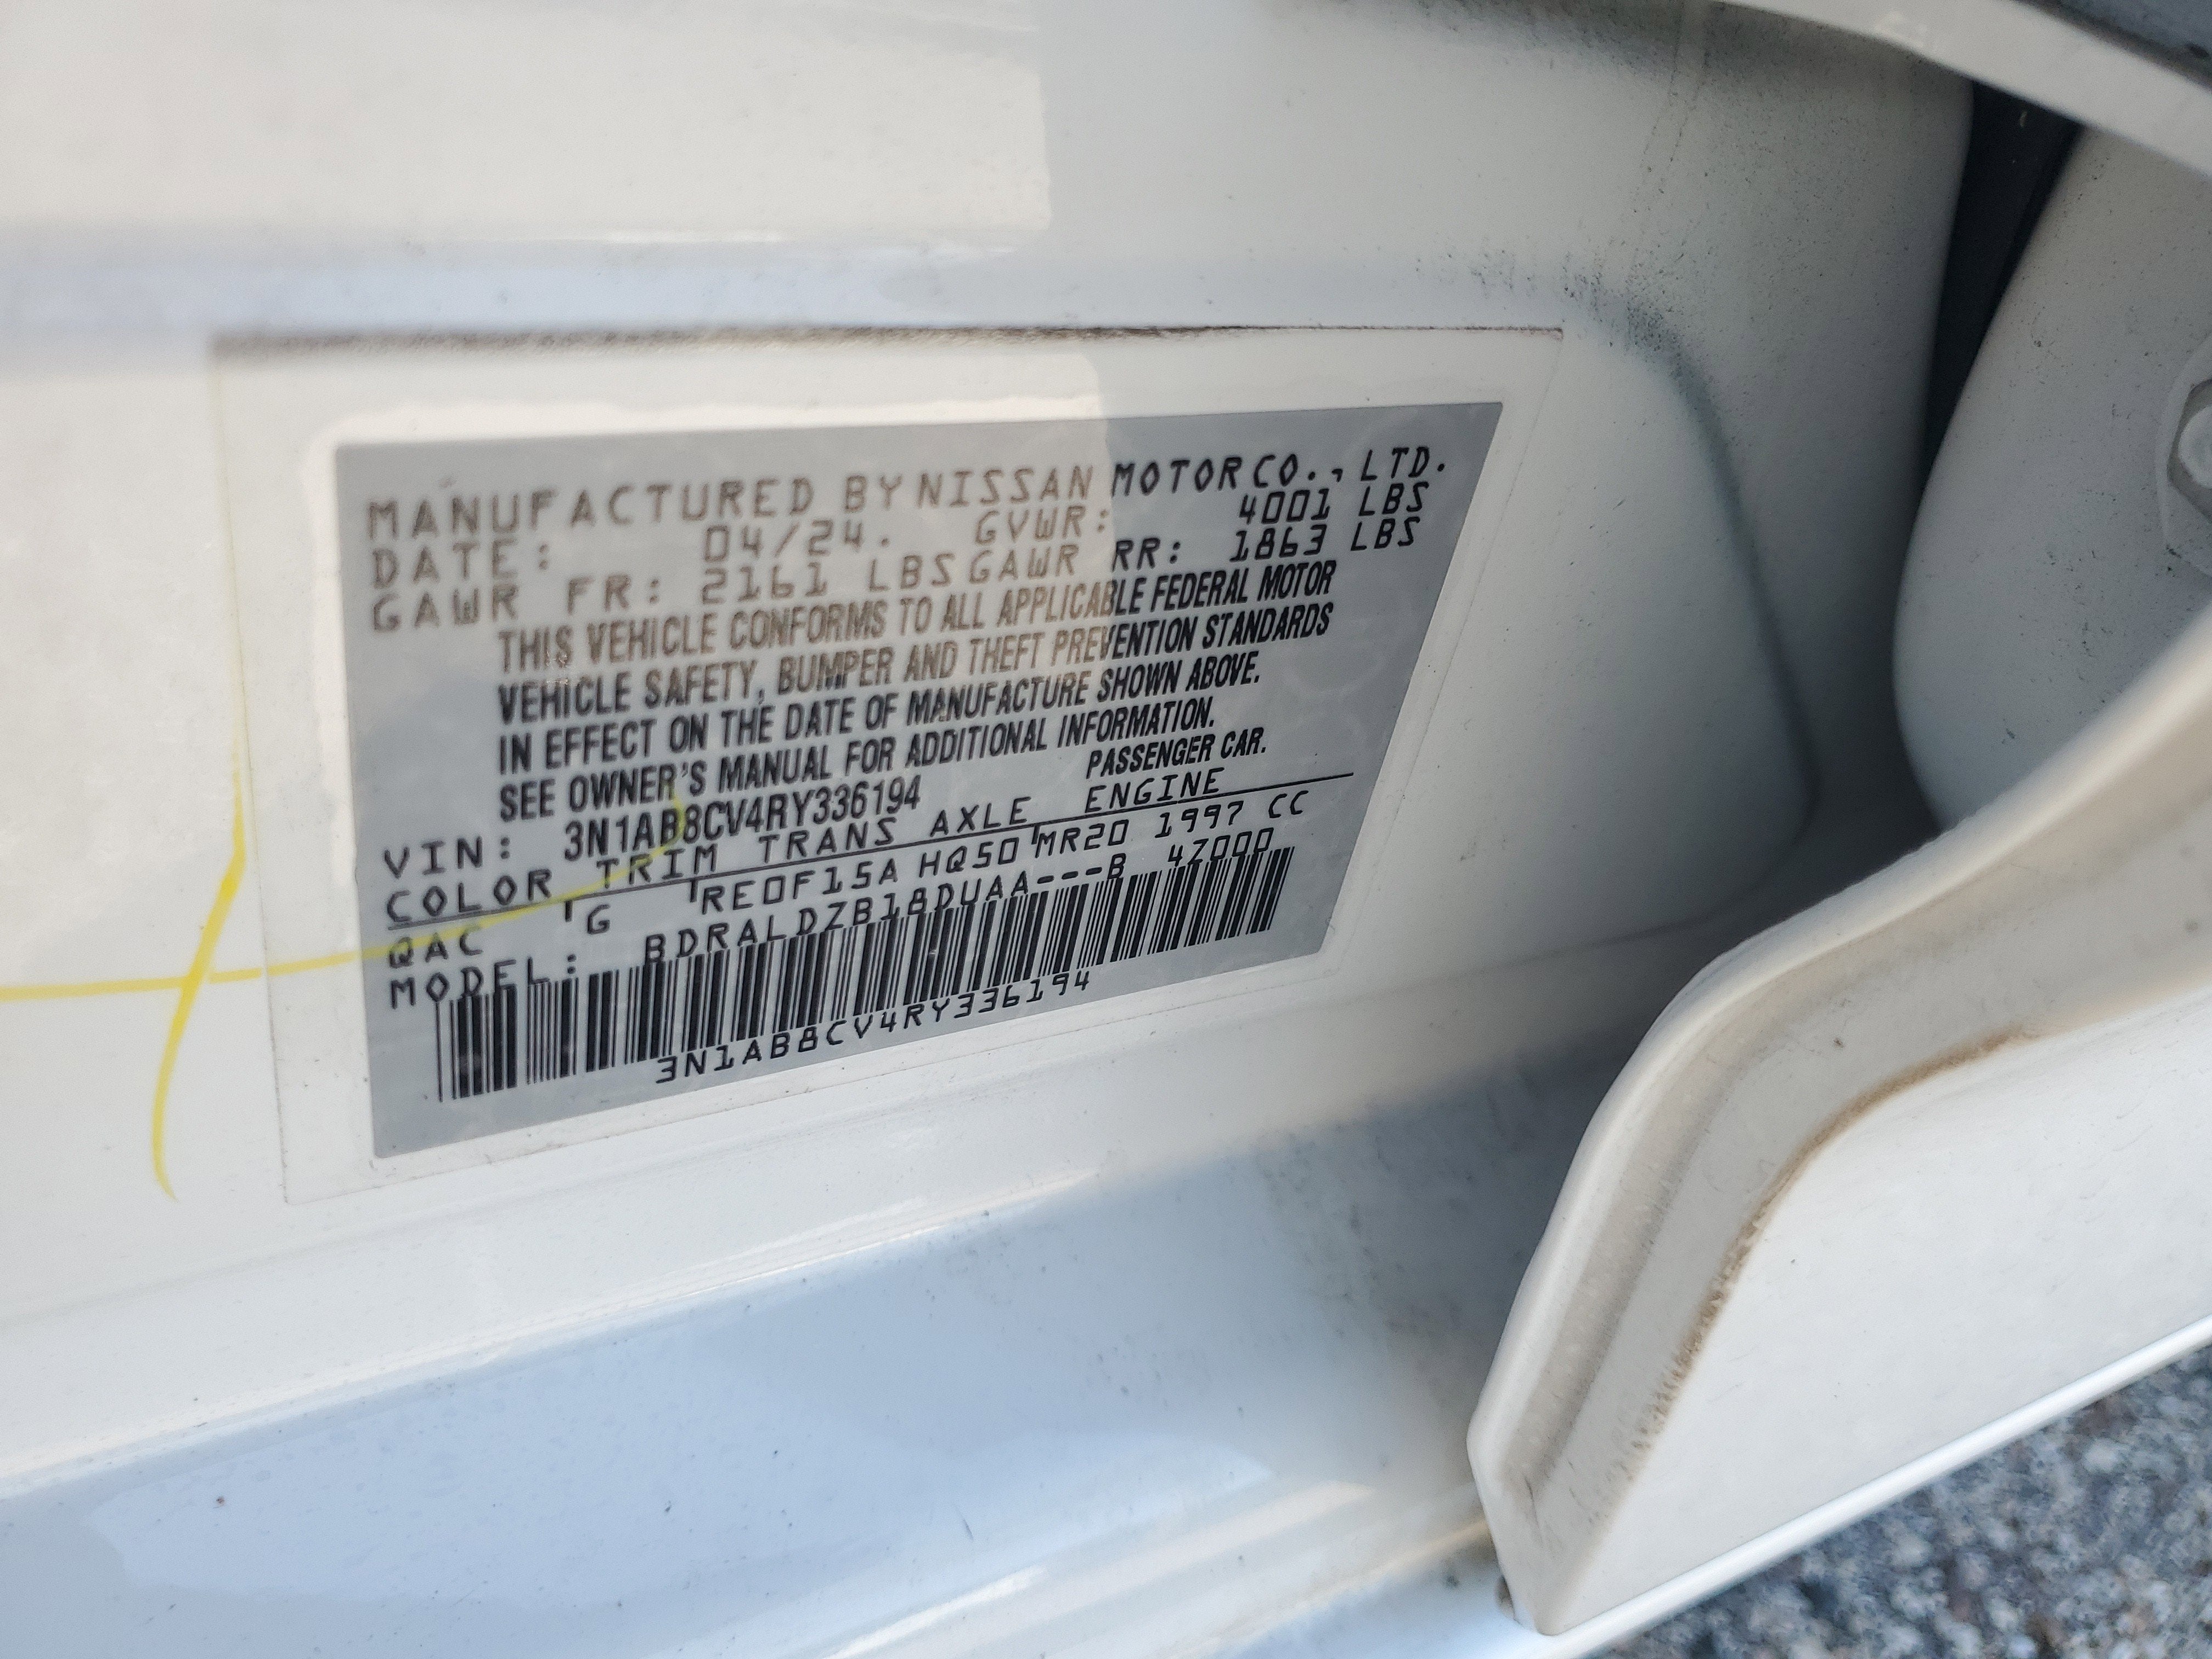 MANUFACTURED BY NISSAN MOTOR CO., LTD.
DATE: 04/24. GVWR: 4001 LBS
GAWR FR: 2161 LBS GAWR RR: 1863 LBS
THIS VEHICLE CONFORMS TO ALL APPLICABLE FEDERAL MOTOR
VEHICLE SAFETY, BUMPER AND THEFT PREVENTION STANDARDS
IN EFFECT ON THE DATE OF MANUFACTURE SHOWN ABOVE.
SEE OWNER'S MANUAL FOR ADDITIONAL INFORMATION.
VIN: 3N1AB8CV4RY336194 PASSENGER CAR.
COLOR TRIM TRANS AXLE ENGINE
QAC G RE0F15A HQ50 MR20 1997 CC
MODEL: BDRALDZB18DUAA---B 4Z000
3N1AB8CV4RY336194